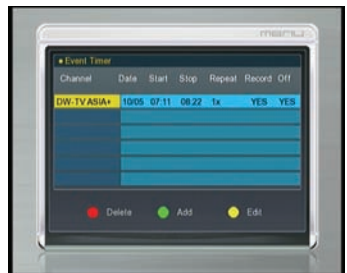 menu
• Event Timer
Channel Date Start Stop Repeat Record Off
DW-TV ASIA+ 10/05 07:11 08:22 1x YES YES
Delete Add Edit